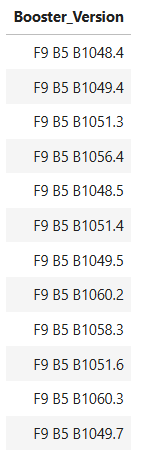 Booster_Version
F9 B5 B1048.4
F9 B5 B1049.4
F9 B5 B1051.3
F9 B5 B1056.4
F9 B5 B1048.5
F9 B5 B1051.4
F9 B5 B1049.5
F9 B5 B1060.2
F9 B5 B1058.3
F9 B5 B1051.6
F9 B5 B1060.3
F9 B5 B1049.7